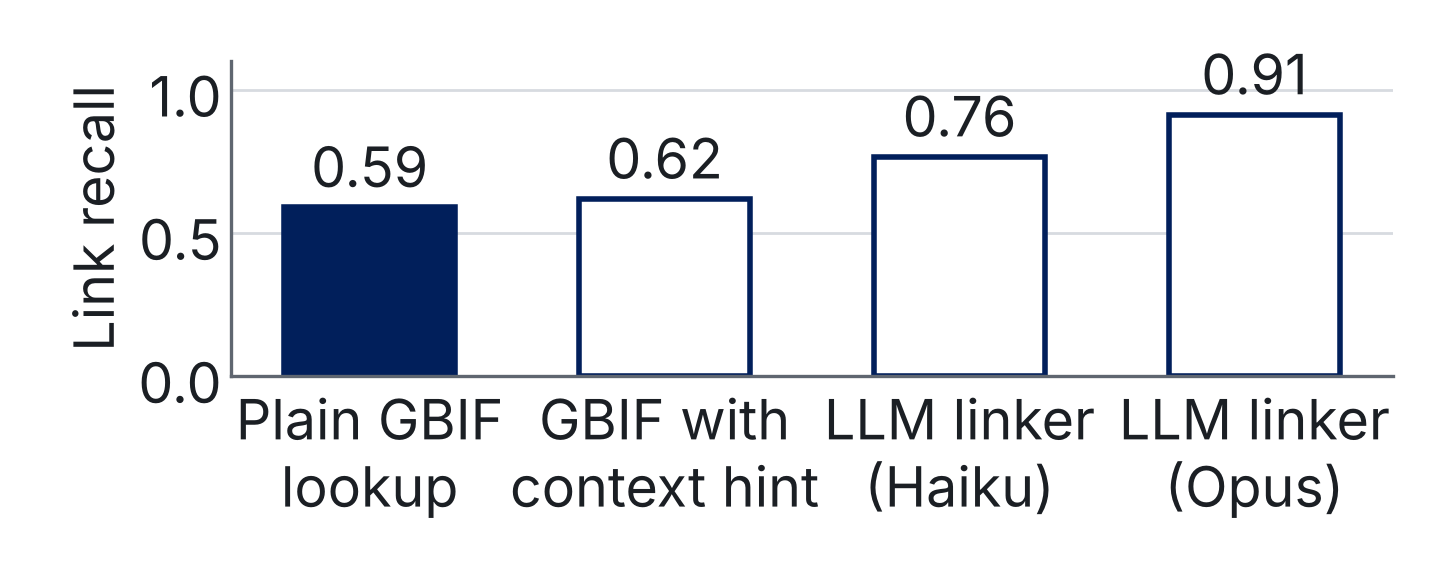 Link recall
1.0
0.5
0.0
0.59
0.62
0.76
0.91
Plain GBIF
lookup
GBIF with
context hint
LLM linker
(Haiku)
LLM linker
(Opus)